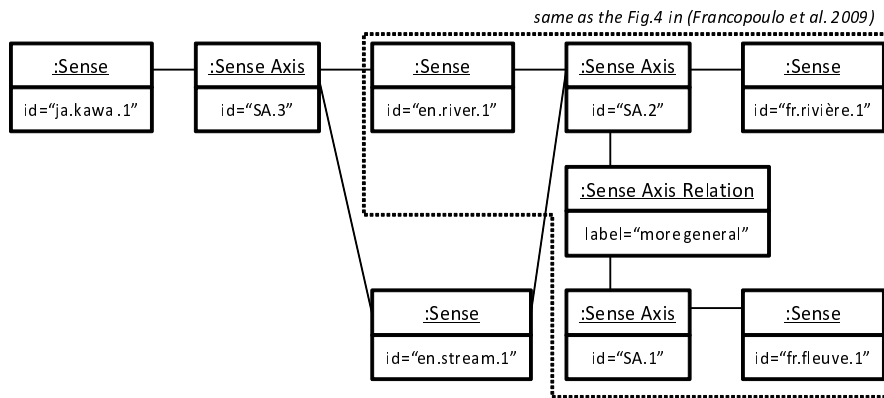 same as the Fig.4 in (Francopoulo et al. 2009)
:Sense
id=“ja.kawa .1”
:Sense Axis
id=“SA.3”
:Sense
id=“en.river.1”
:Sense Axis
id=“SA.2”
:Sense
id=“fr.rivière.1”
:Sense Axis Relation
label=“more general”
:Sense
id=“en.stream.1”
:Sense Axis
id=“SA.1”
:Sense
id=“fr.fleuve.1”